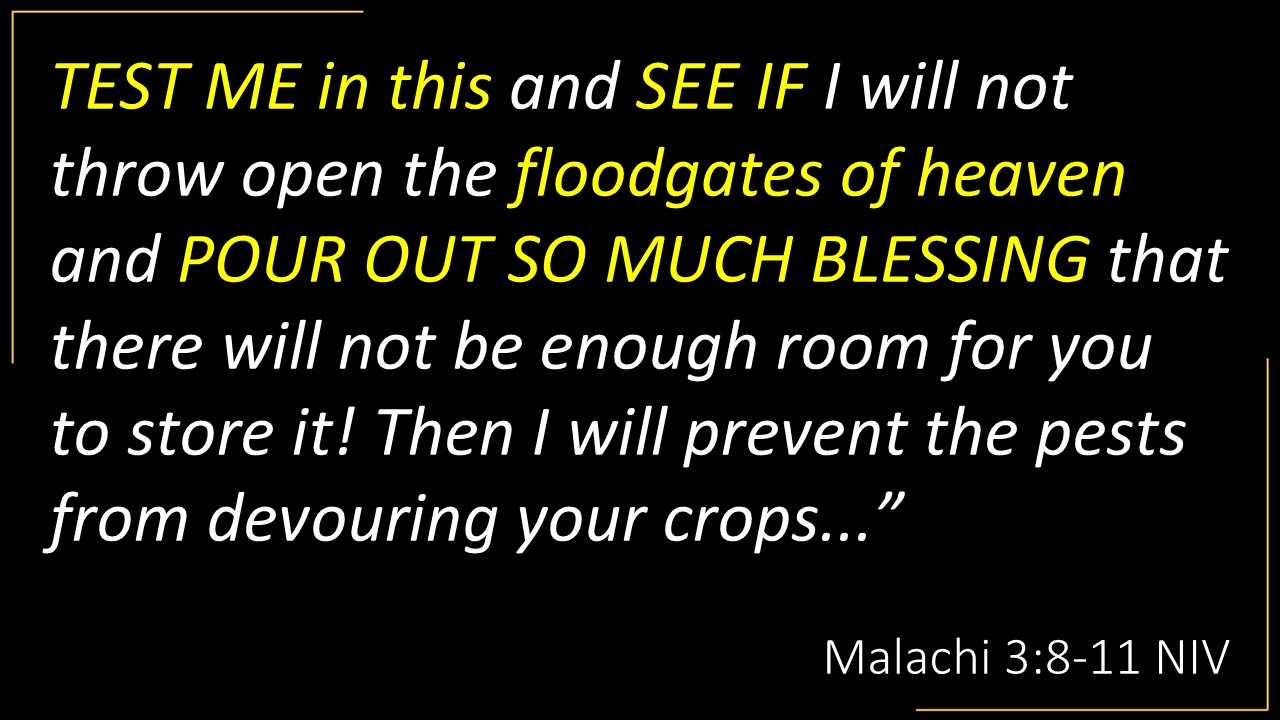 TEST ME in this and SEE IF I will not
throw open the floodgates of heaven
and POUR OUT SO MUCH BLESSING that
there will not be enough room for you
to store it! Then I will prevent the pests
from devouring your crops...”
Malachi 3:8-11 NIV